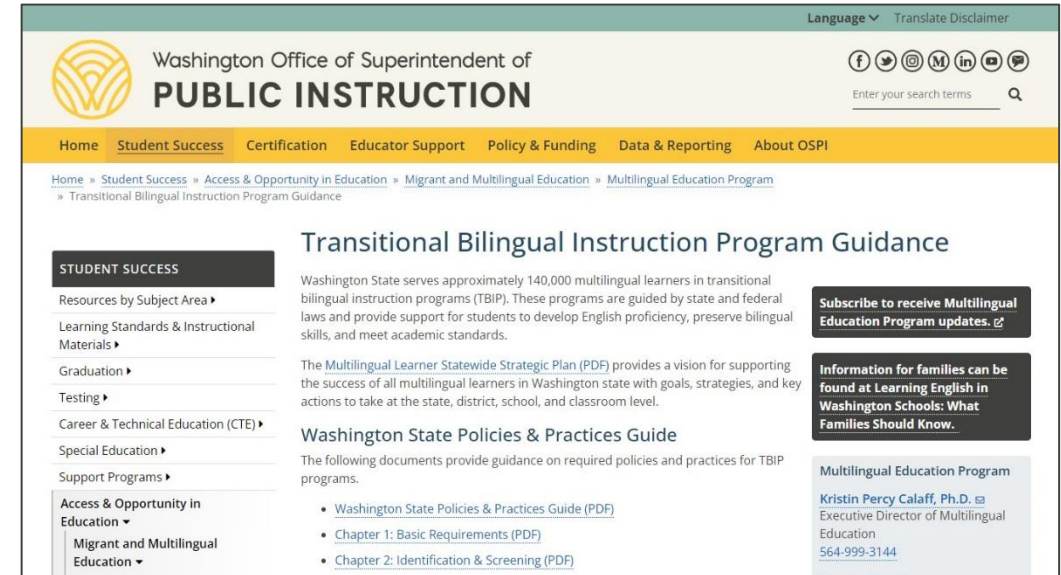 Language Translate Disclaimer
Washington Office of Superintendent of
PUBLIC INSTRUCTION
Enter your search terms
Home Student Success Certification Educator Support Policy & Funding Data & Reporting About OSPI
Home » Student Success » Access & Opportunity in Education » Migrant and Multilingual Education » Multilingual Education Program
» Transitional Bilingual Instruction Program Guidance
STUDENT SUCCESS
Resources by Subject Area
Learning Standards & Instructional
Materials
Graduation
Testing
Career & Technical Education (CTE)
Special Education
Support Programs
Access & Opportunity in
Education
Migrant and Multilingual
Education
Transitional Bilingual Instruction Program Guidance
Washington State serves approximately 140,000 multilingual learners in transitional
bilingual instruction programs (TBIP). These programs are guided by state and federal
laws and provide support for students to develop English proficiency, preserve bilingual
skills, and meet academic standards.
The Multilingual Learner Statewide Strategic Plan (PDF) provides a vision for supporting
the success of all multilingual learners in Washington state with goals, strategies, and key
actions to take at the state, district, school, and classroom level.
Washington State Policies & Practices Guide
The following documents provide guidance on required policies and practices for TBIP
programs.
• Washington State Policies & Practices Guide (PDF)
• Chapter 1: Basic Requirements (PDF)
• Chapter 2: Identification & Screening (PDF)
Subscribe to receive Multilingual
Education Program updates.
Information for families can be
found at Learning English in
Washington Schools: What
Families Should Know.
Multilingual Education Program
Kristin Percy Calaff, Ph.D.
Executive Director of Multilingual
Education
564-999-3144